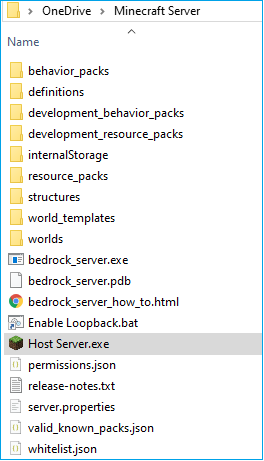 OneDrive > Minecraft Server
Name
behavior_packs
definitions
development_behavior_packs
development_resource_packs
internalStorage
resource_packs
structures
world_templates
worlds
bedrock_server.exe
bedrock_server.pdb
bedrock_server_how_to.html
Enable Loopback.bat
Host Server.exe
permissions.json
release-notes.txt
server.properties
valid_known_packs.json
whitelist.json